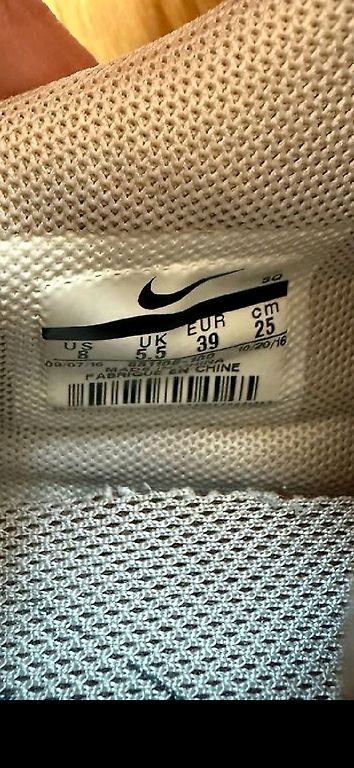 SQ
US UK EUR cm
8 5.5 39 25
09/07/16 10/20/16
MADE IN CHINA
FABRIQUE EN CHINE